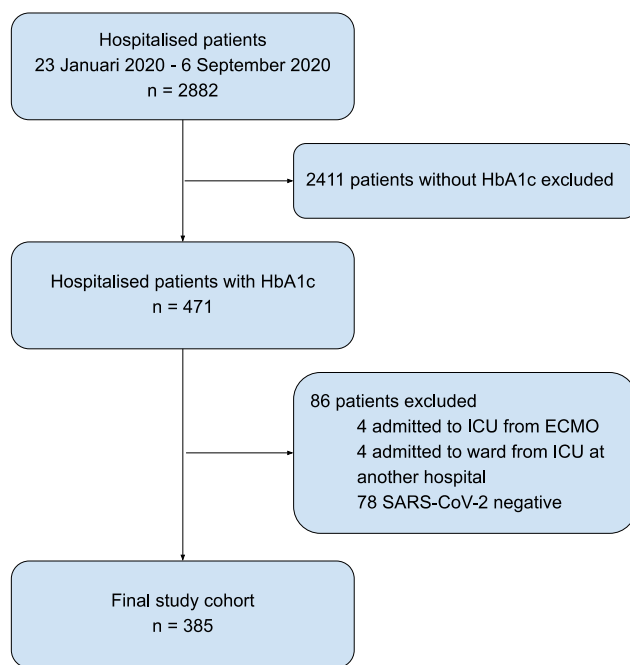 Hospitalised patients
23 Januari 2020 - 6 September 2020
n = 2882
2411 patients without HbA1c excluded
Hospitalised patients with HbA1c
n = 471
86 patients excluded
4 admitted to ICU from ECMO
4 admitted to ward from ICU at
another hospital
78 SARS-CoV-2 negative
Final study cohort
n = 385